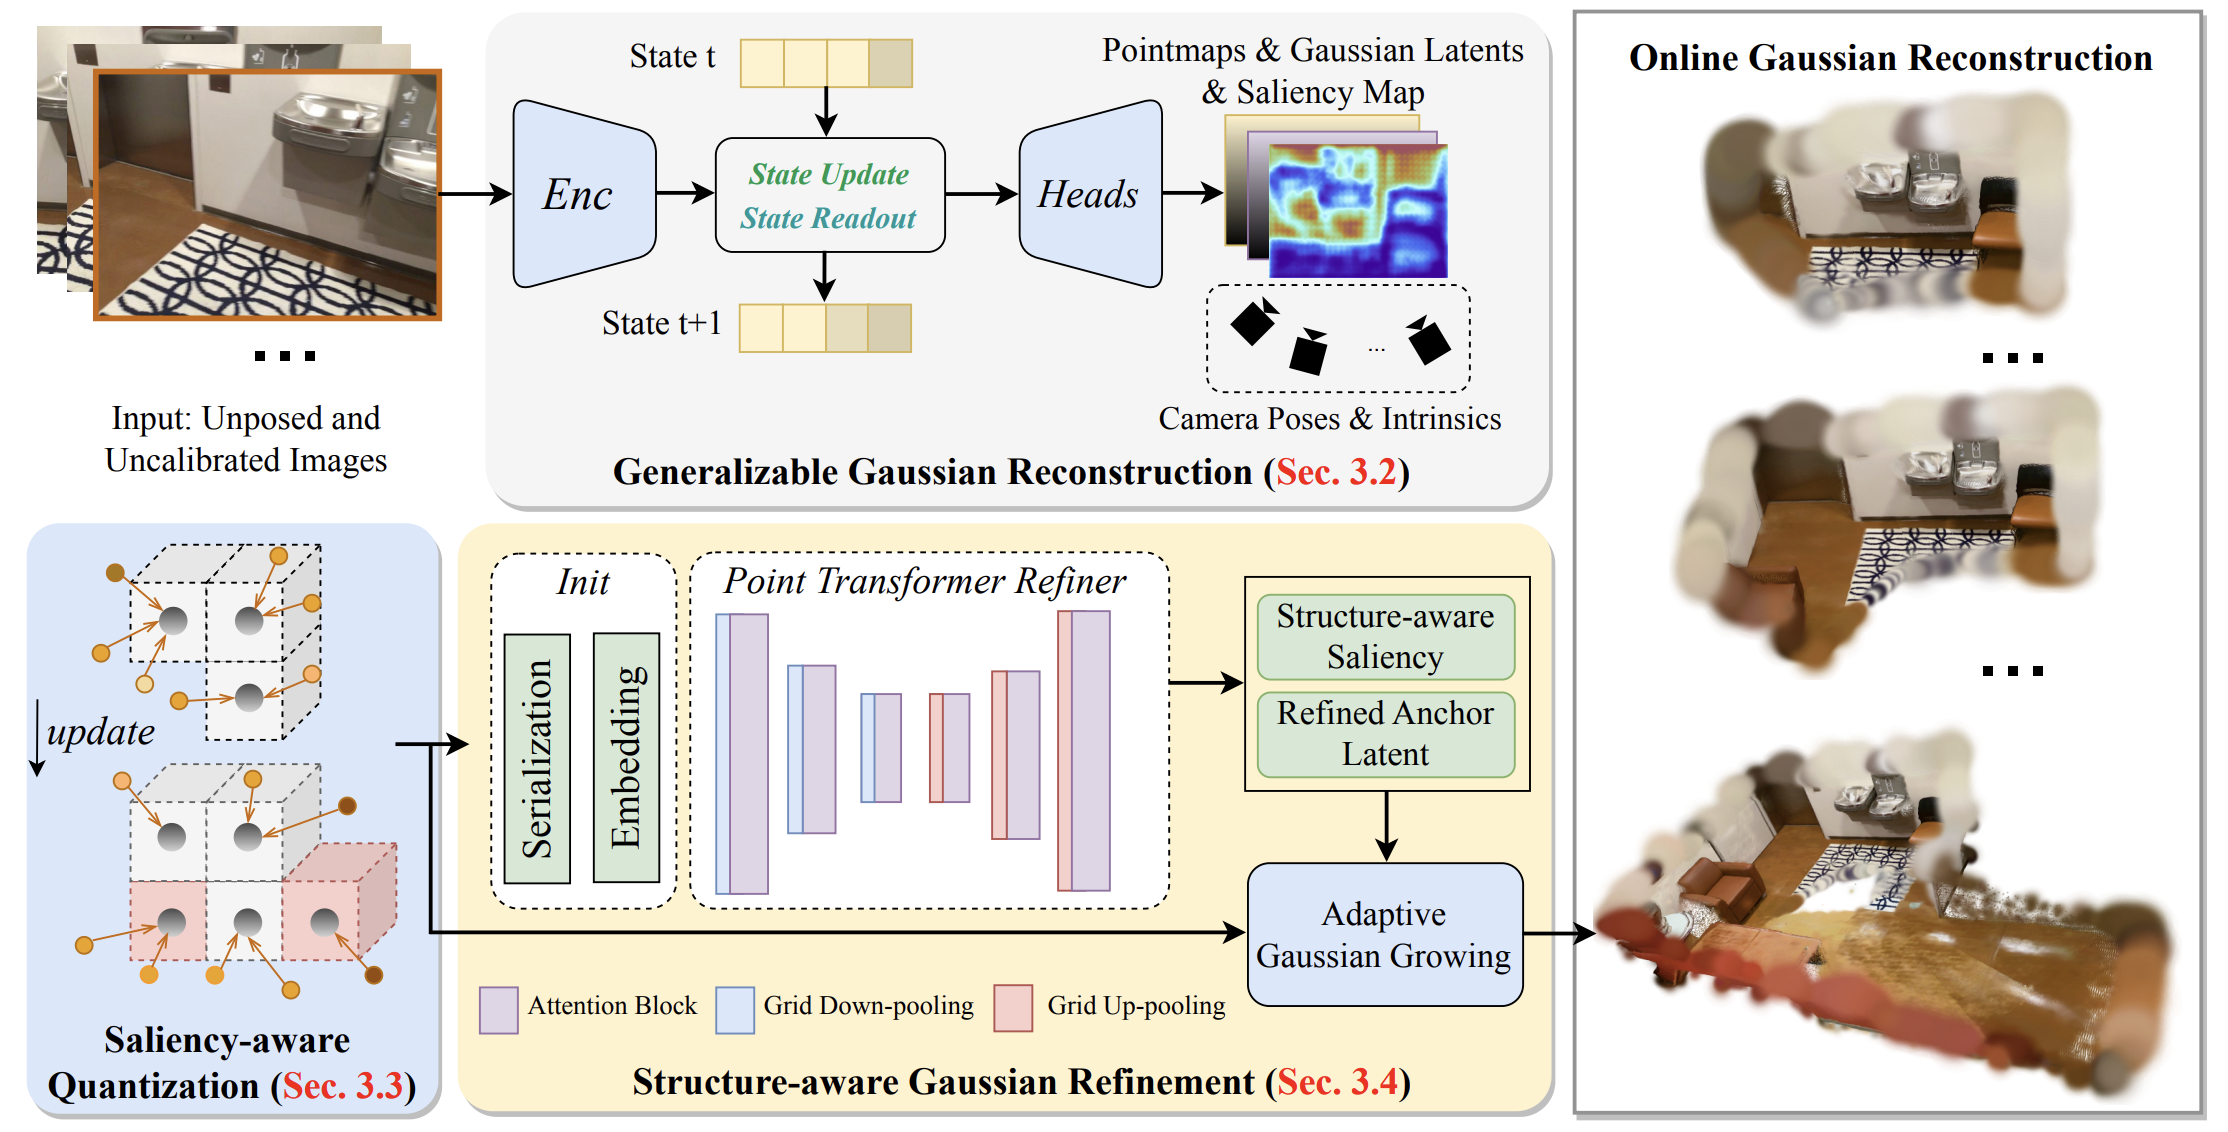 State t
State Update
State Readout
State t+1
Enc
Heads
Pointmaps & Gaussian Latents
& Saliency Map
...
Camera Poses & Intrinsics
Generalizable Gaussian Reconstruction (Sec. 3.2)
Input: Unposed and
Uncalibrated Images
update
Saliency-aware
Quantization (Sec. 3.3)
Init
Serialization
Embedding
Point Transformer Refiner
Structure-aware
Saliency
Refined Anchor
Latent
Adaptive
Gaussian Growing
Attention Block
Grid Down-pooling
Grid Up-pooling
Structure-aware Gaussian Refinement (Sec. 3.4)
Online Gaussian Reconstruction